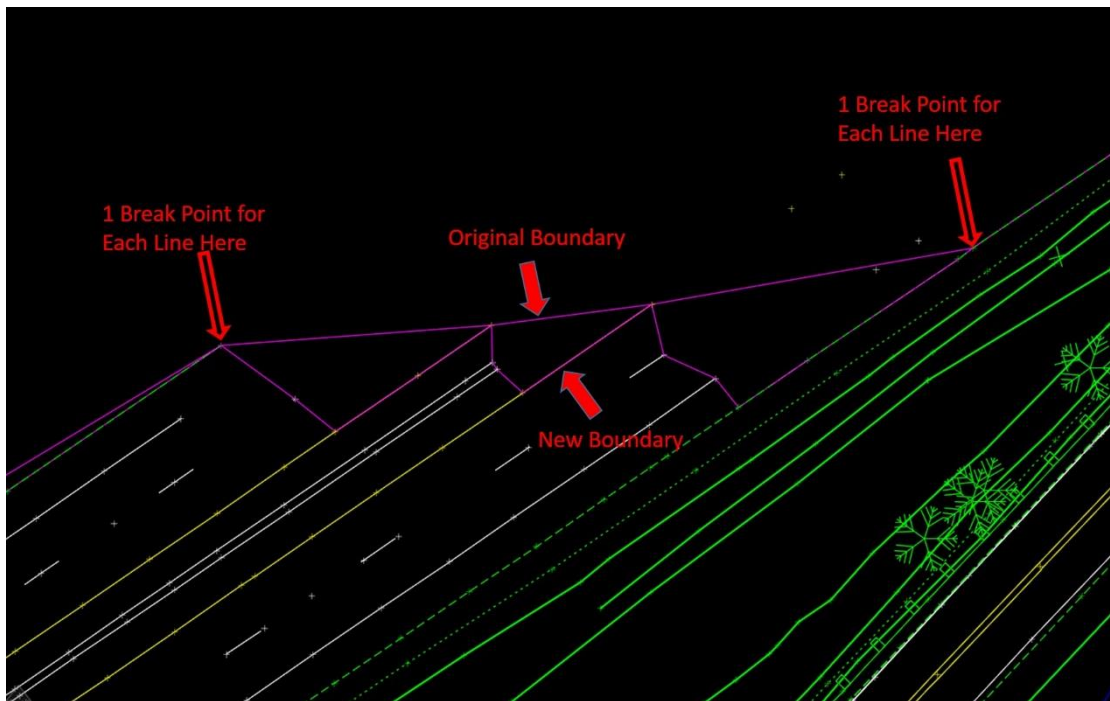 1 Break Point for
Each Line Here
1 Break Point for
Each Line Here
Original Boundary
New Boundary